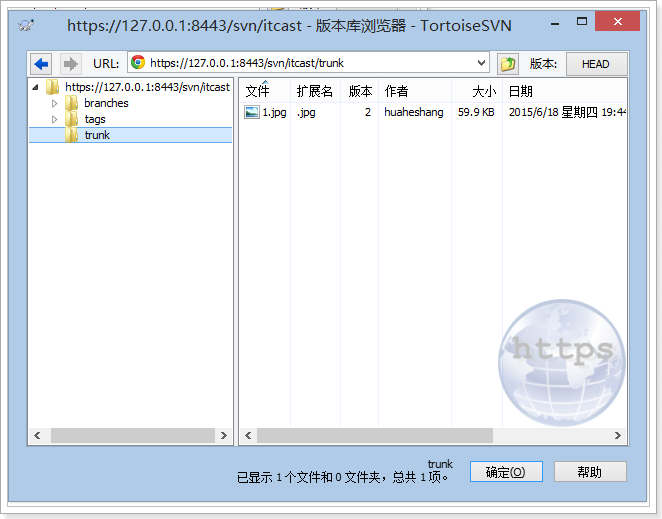 https://127.0.0.1:8443/svn/itcast - 版本库浏览器 - TortoiseSVN
URL: https://127.0.0.1:8443/svn/itcast/trunk 版本: HEAD
https://127.0.0.1:8443/svn/itcast
branches
tags
trunk
文件 扩展名 版本 作者 大小 日期
1.jpg .jpg 2 huaheshang 59.9 KB 2015/6/18 星期四 19:44
https
trunk
已显示 1 个文件和 0 文件夹，总共 1 项。
确定(O) 帮助